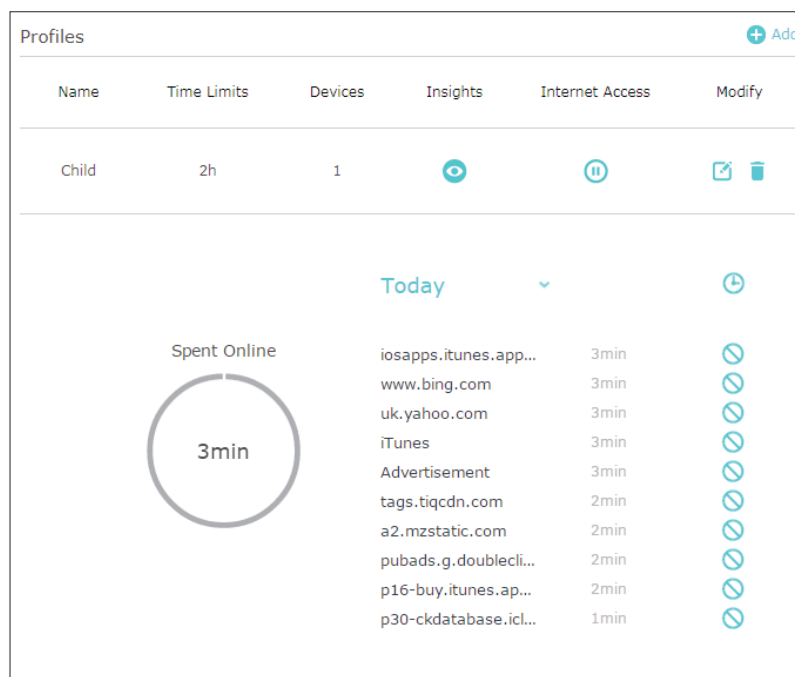 Profiles Add
Name Time Limits Devices Insights Internet Access Modify
Child 2h 1
Today
Spent Online
3min
iosapps.itunes.app... 3min
www.bing.com 3min
uk.yahoo.com 3min
iTunes 3min
Advertisement 3min
tags.tiqcdn.com 2min
a2.mzstatic.com 2min
pubads.g.doublecli... 2min
p16-buy.itunes.ap... 2min
p30-ckdatabase.icl... 1min